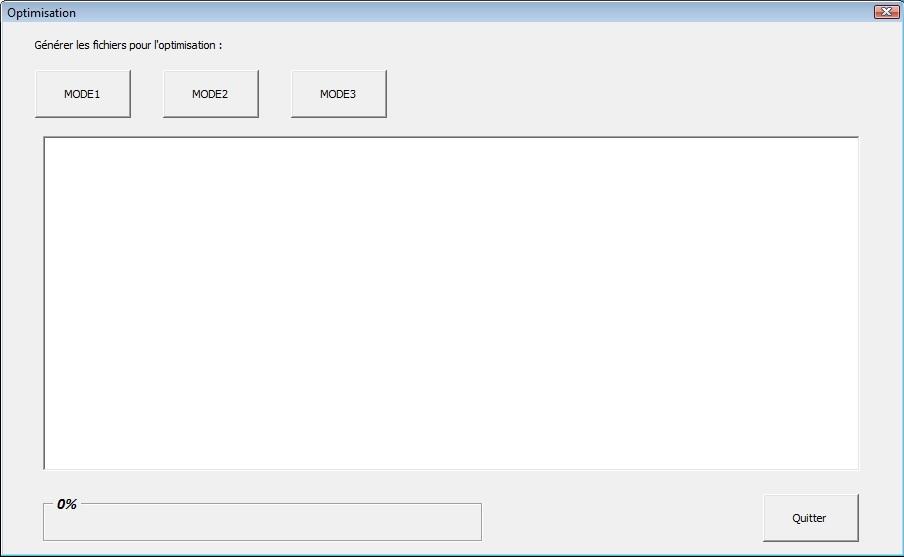 Optimisation
Générer les fichiers pour l'optimisation :
MODE1 MODE2 MODE3
0%
Quitter